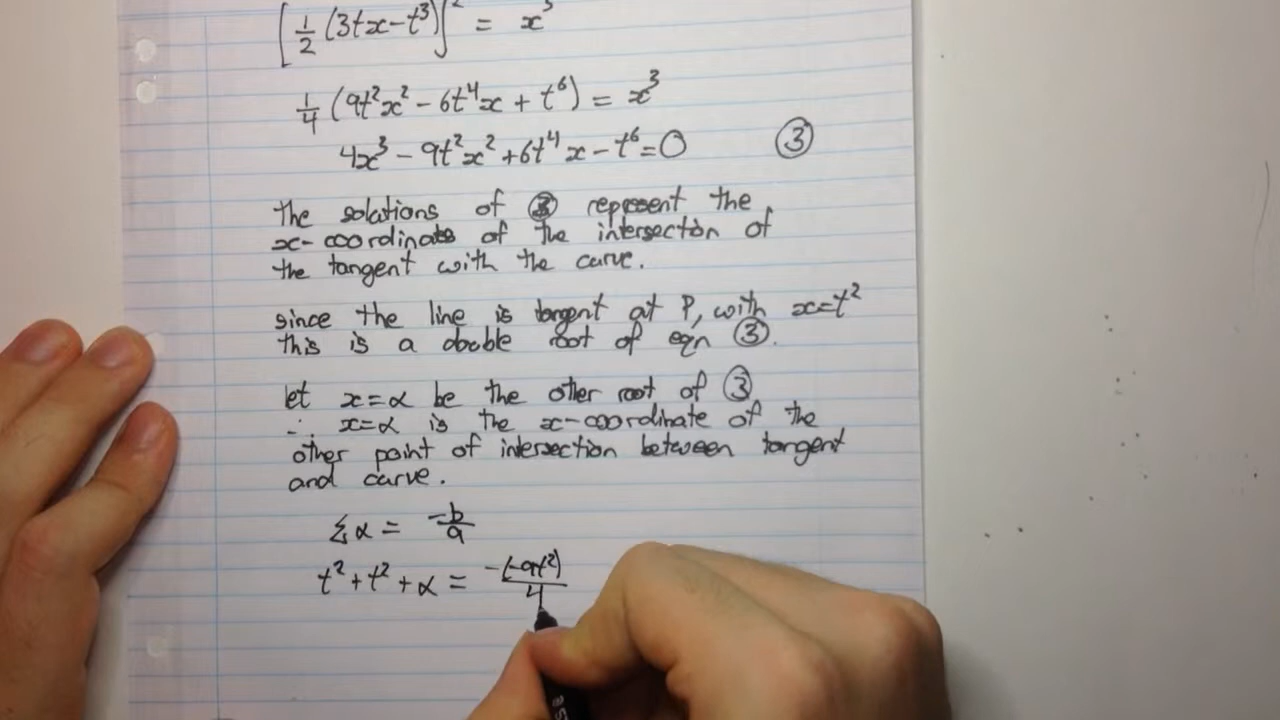 [1/2 (3tx - t³)]² = x³
1/4 (9t²x² - 6t⁴x + t⁶) = x³
4x³ - 9t²x² + 6t⁴x - t⁶ = 0 ③
The solations of ③ represent the
x-coordinates of the intersection of
the tangent with the curve.
since the line is tangent at P, with x=t²
this is a double root of eqn ③.
let x=α be the other root of ③
∴ x=α is the x-coordinate of the
other point of intersection between tangent
and curve.
Σα = -b/a
t² + t² + α = -(-9t²)/4